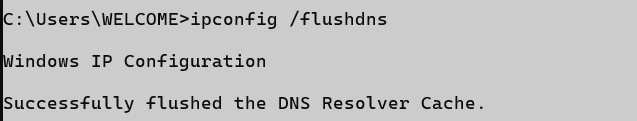 C:\Users\WELCOME>ipconfig /flushdns
Windows IP Configuration
Successfully flushed the DNS Resolver Cache.